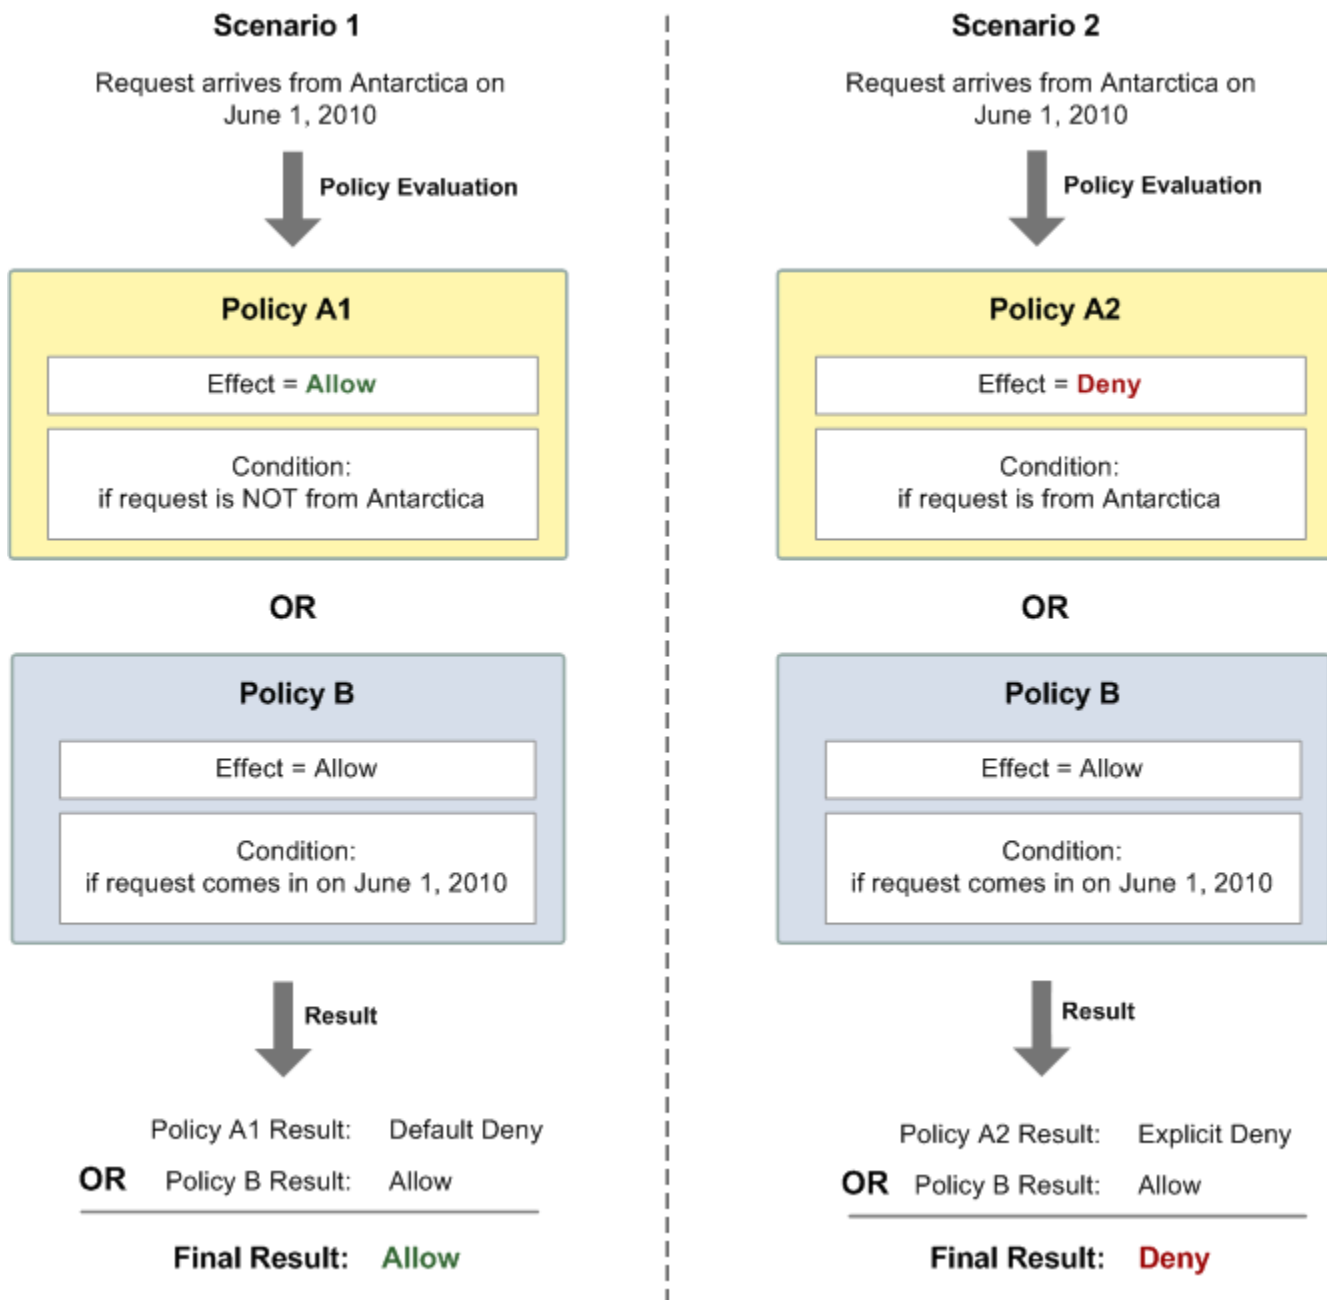 Scenario 1
Request arrives from Antarctica on
June 1, 2010
Policy Evaluation
Policy A1
Effect = Allow
Condition:
if request is NOT from Antarctica
OR
Policy B
Effect = Allow
Condition:
if request comes in on June 1, 2010
Result
Policy A1 Result: Default Deny
OR Policy B Result: Allow
Final Result: Allow
Scenario 2
Request arrives from Antarctica on
June 1, 2010
Policy Evaluation
Policy A2
Effect = Deny
Condition:
if request is from Antarctica
OR
Policy B
Effect = Allow
Condition:
if request comes in on June 1, 2010
Result
Policy A2 Result: Explicit Deny
OR Policy B Result: Allow
Final Result: Deny